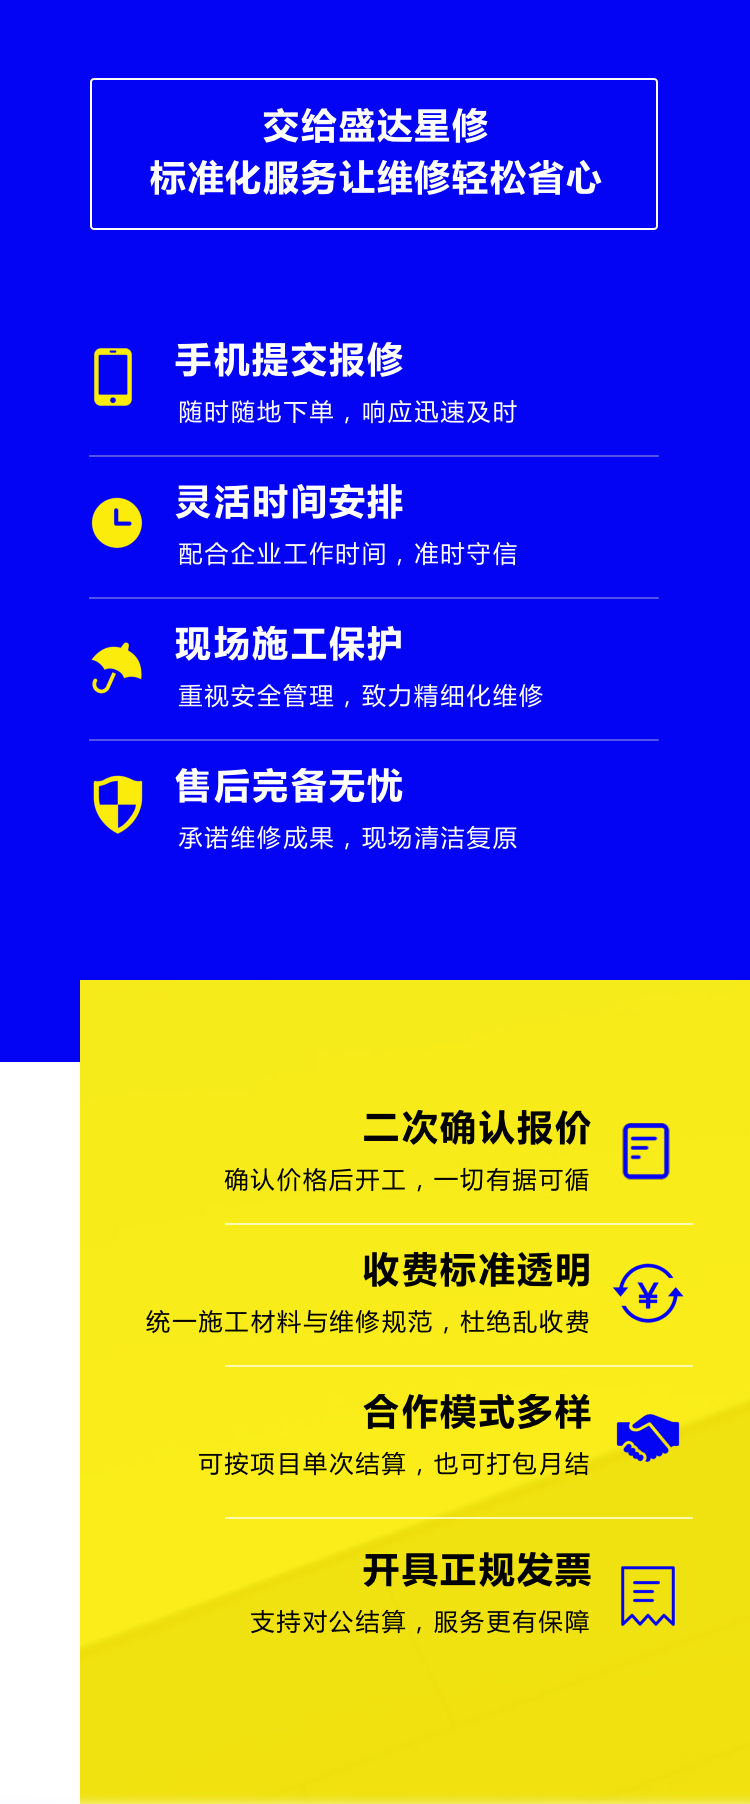 交给盛达星修
标准化服务让维修轻松省心
手机提交报修
随时随地下单，响应迅速及时
灵活时间安排
配合企业工作时间，准时守信
现场施工保护
重视安全管理，致力精细化维修
售后完备无忧
承诺维修成果，现场清洁复原
二次确认报价
确认价格后开工，一切有据可循
收费标准透明
统一施工材料与维修规范，杜绝乱收费
¥
合作模式多样
可按项目单次结算，也可打包月结
开具正规发票
支持对公结算，服务更有保障